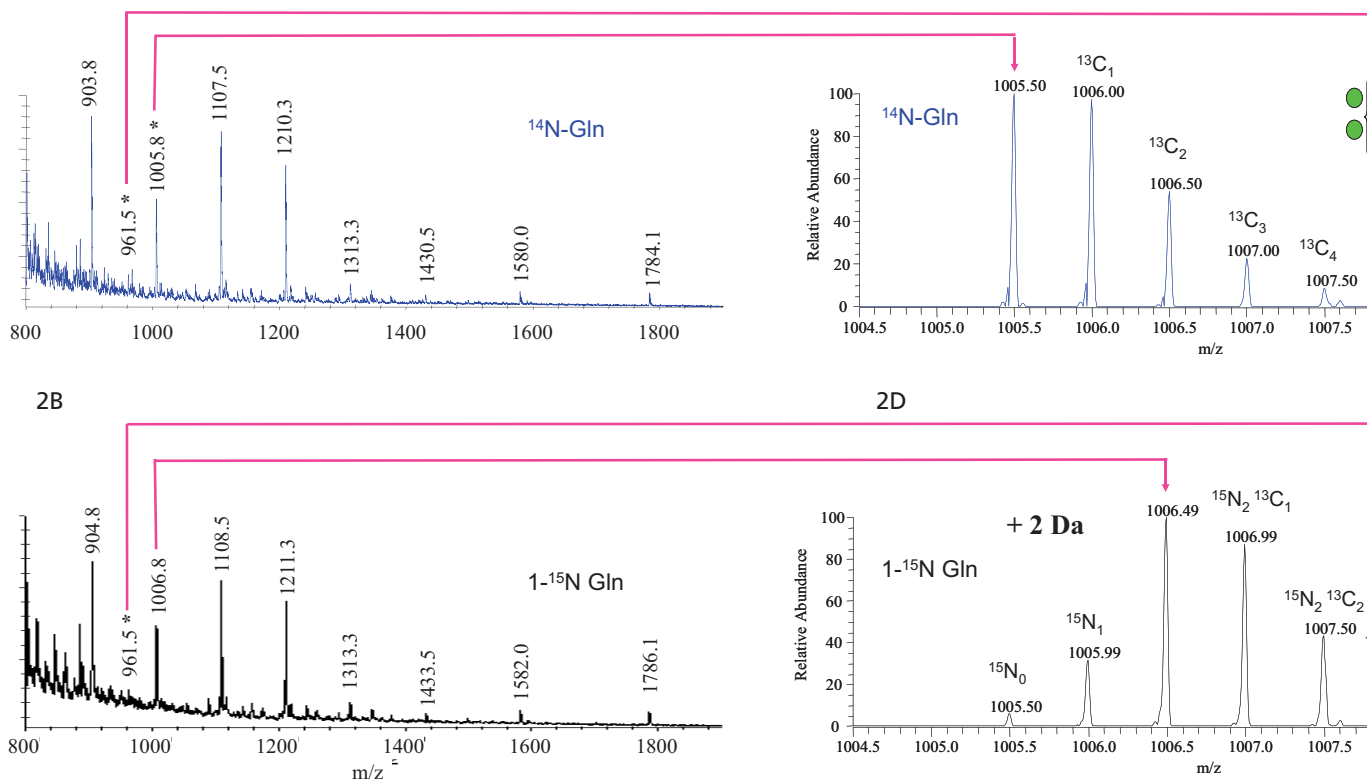 903.8
961.5 *
1005.8 *
1107.5
1210.3
1313.3
1430.5
1580.0
1784.1
¹⁴N-Gln
800 1000 1200 1400 1600 1800
¹⁴N-Gln
Relative Abundance
100
80
60
40
20
0
1005.50
¹³C₁
1006.00
¹³C₂
1006.50
¹³C₃
1007.00
¹³C₄
1007.50
1004.5 1005.0 1005.5 1006.0 1006.5 1007.0 1007.5
m/z
2B
904.8
961.5 *
1006.8
1108.5
1211.3
1313.3
1433.5
1582.0
1786.1
1-¹⁵N Gln
800 1000 1200 1400 1600 1800
m/z
2D
+ 2 Da
1-¹⁵N Gln
Relative Abundance
100
80
60
40
20
0
¹⁵N₀
1005.50
¹⁵N₁
1005.99
1006.49
¹⁵N₂ ¹³C₁
1006.99
¹⁵N₂ ¹³C₂
1007.50
1004.5 1005.0 1005.5 1006.0 1006.5 1007.0 1007.5
m/z